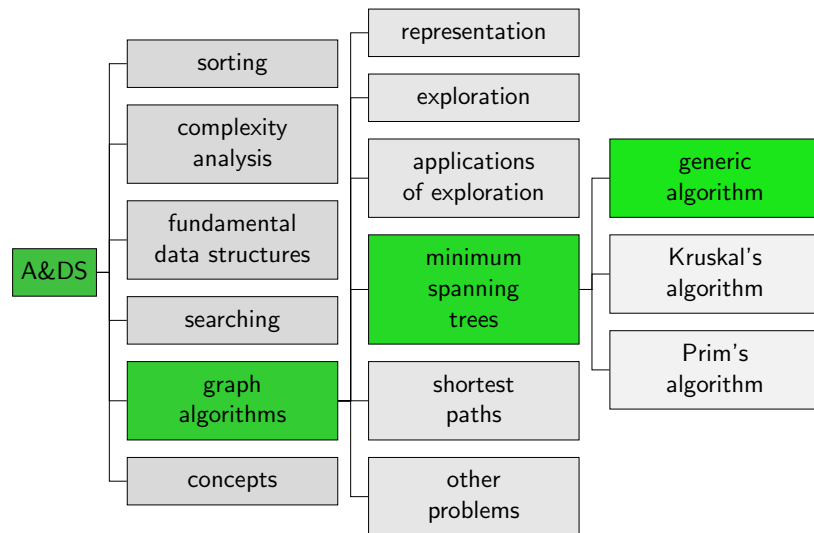 A&DS
sorting
complexity
analysis
fundamental
data structures
searching
graph
algorithms
concepts
representation
exploration
applications
of exploration
minimum
spanning
trees
shortest
paths
other
problems
generic
algorithm
Kruskal's
algorithm
Prim's
algorithm